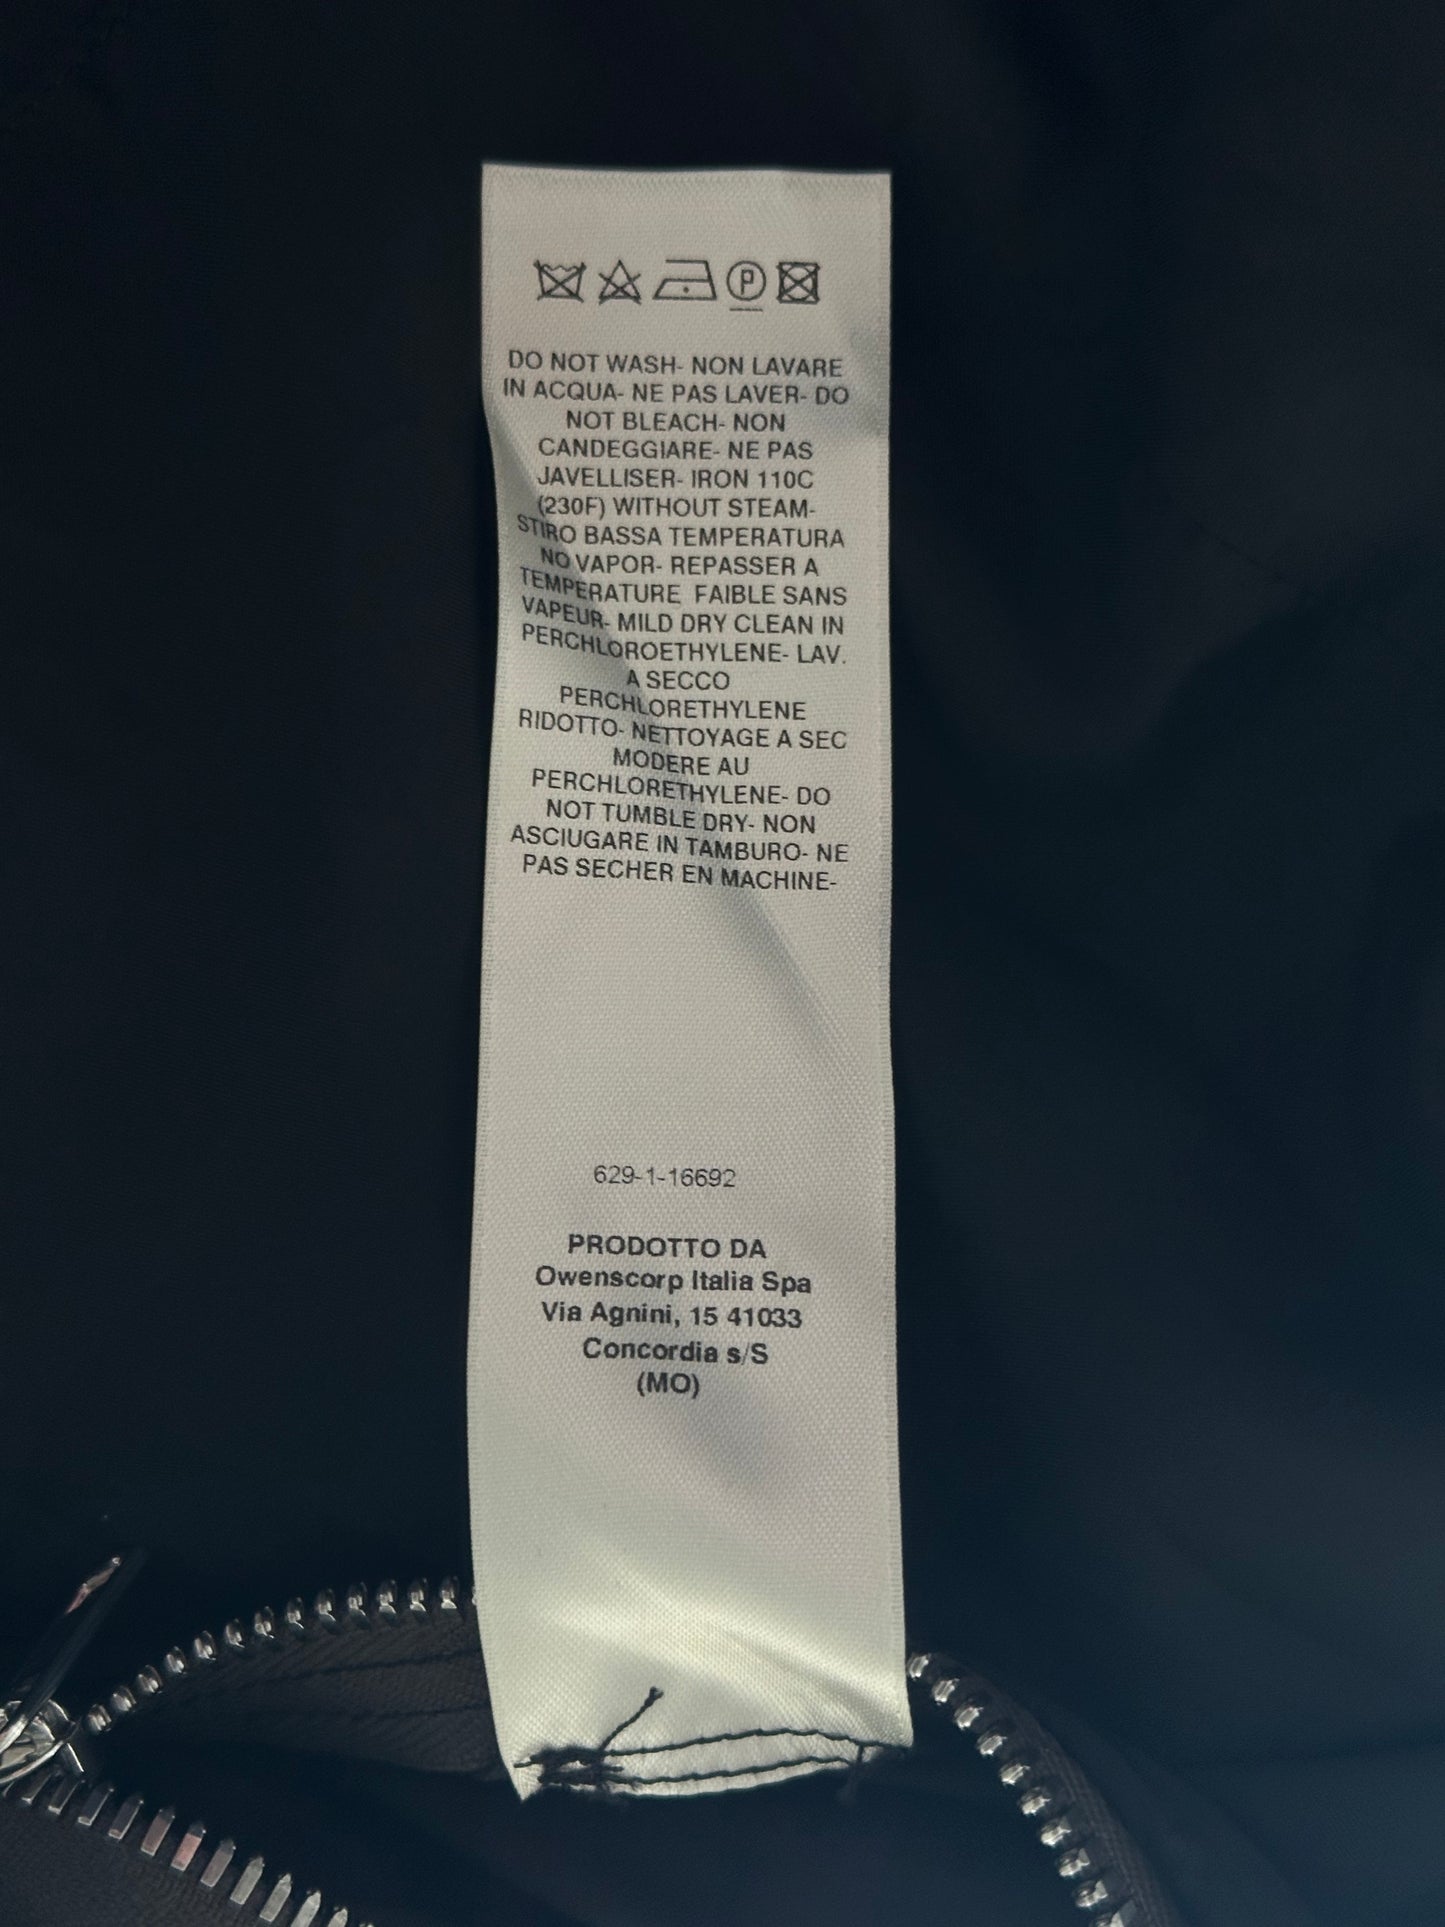 DO NOT WASH- NON LAVARE
IN ACQUA- NE PAS LAVER- DO
NOT BLEACH- NON
CANDEGGIARE- NE PAS
JAVELLISER- IRON 110C
(230F) WITHOUT STEAM-
STIRO BASSA TEMPERATURA
NO VAPOR- REPASSER A
TEMPERATURE FAIBLE SANS
VAPEUR- MILD DRY CLEAN IN
PERCHLOROETHYLENE- LAV.
A SECCO
PERCHLORETHYLENE
RIDOTTO- NETTOYAGE A SEC
MODERE AU
PERCHLORETHYLENE- DO
NOT TUMBLE DRY- NON
ASCIUGARE IN TAMBURO- NE
PAS SECHER EN MACHINE-
629-1-16692
PRODOTTO DA
Owenscorp Italia Spa
Via Agnini, 15 41033
Concordia s/S
(MO)